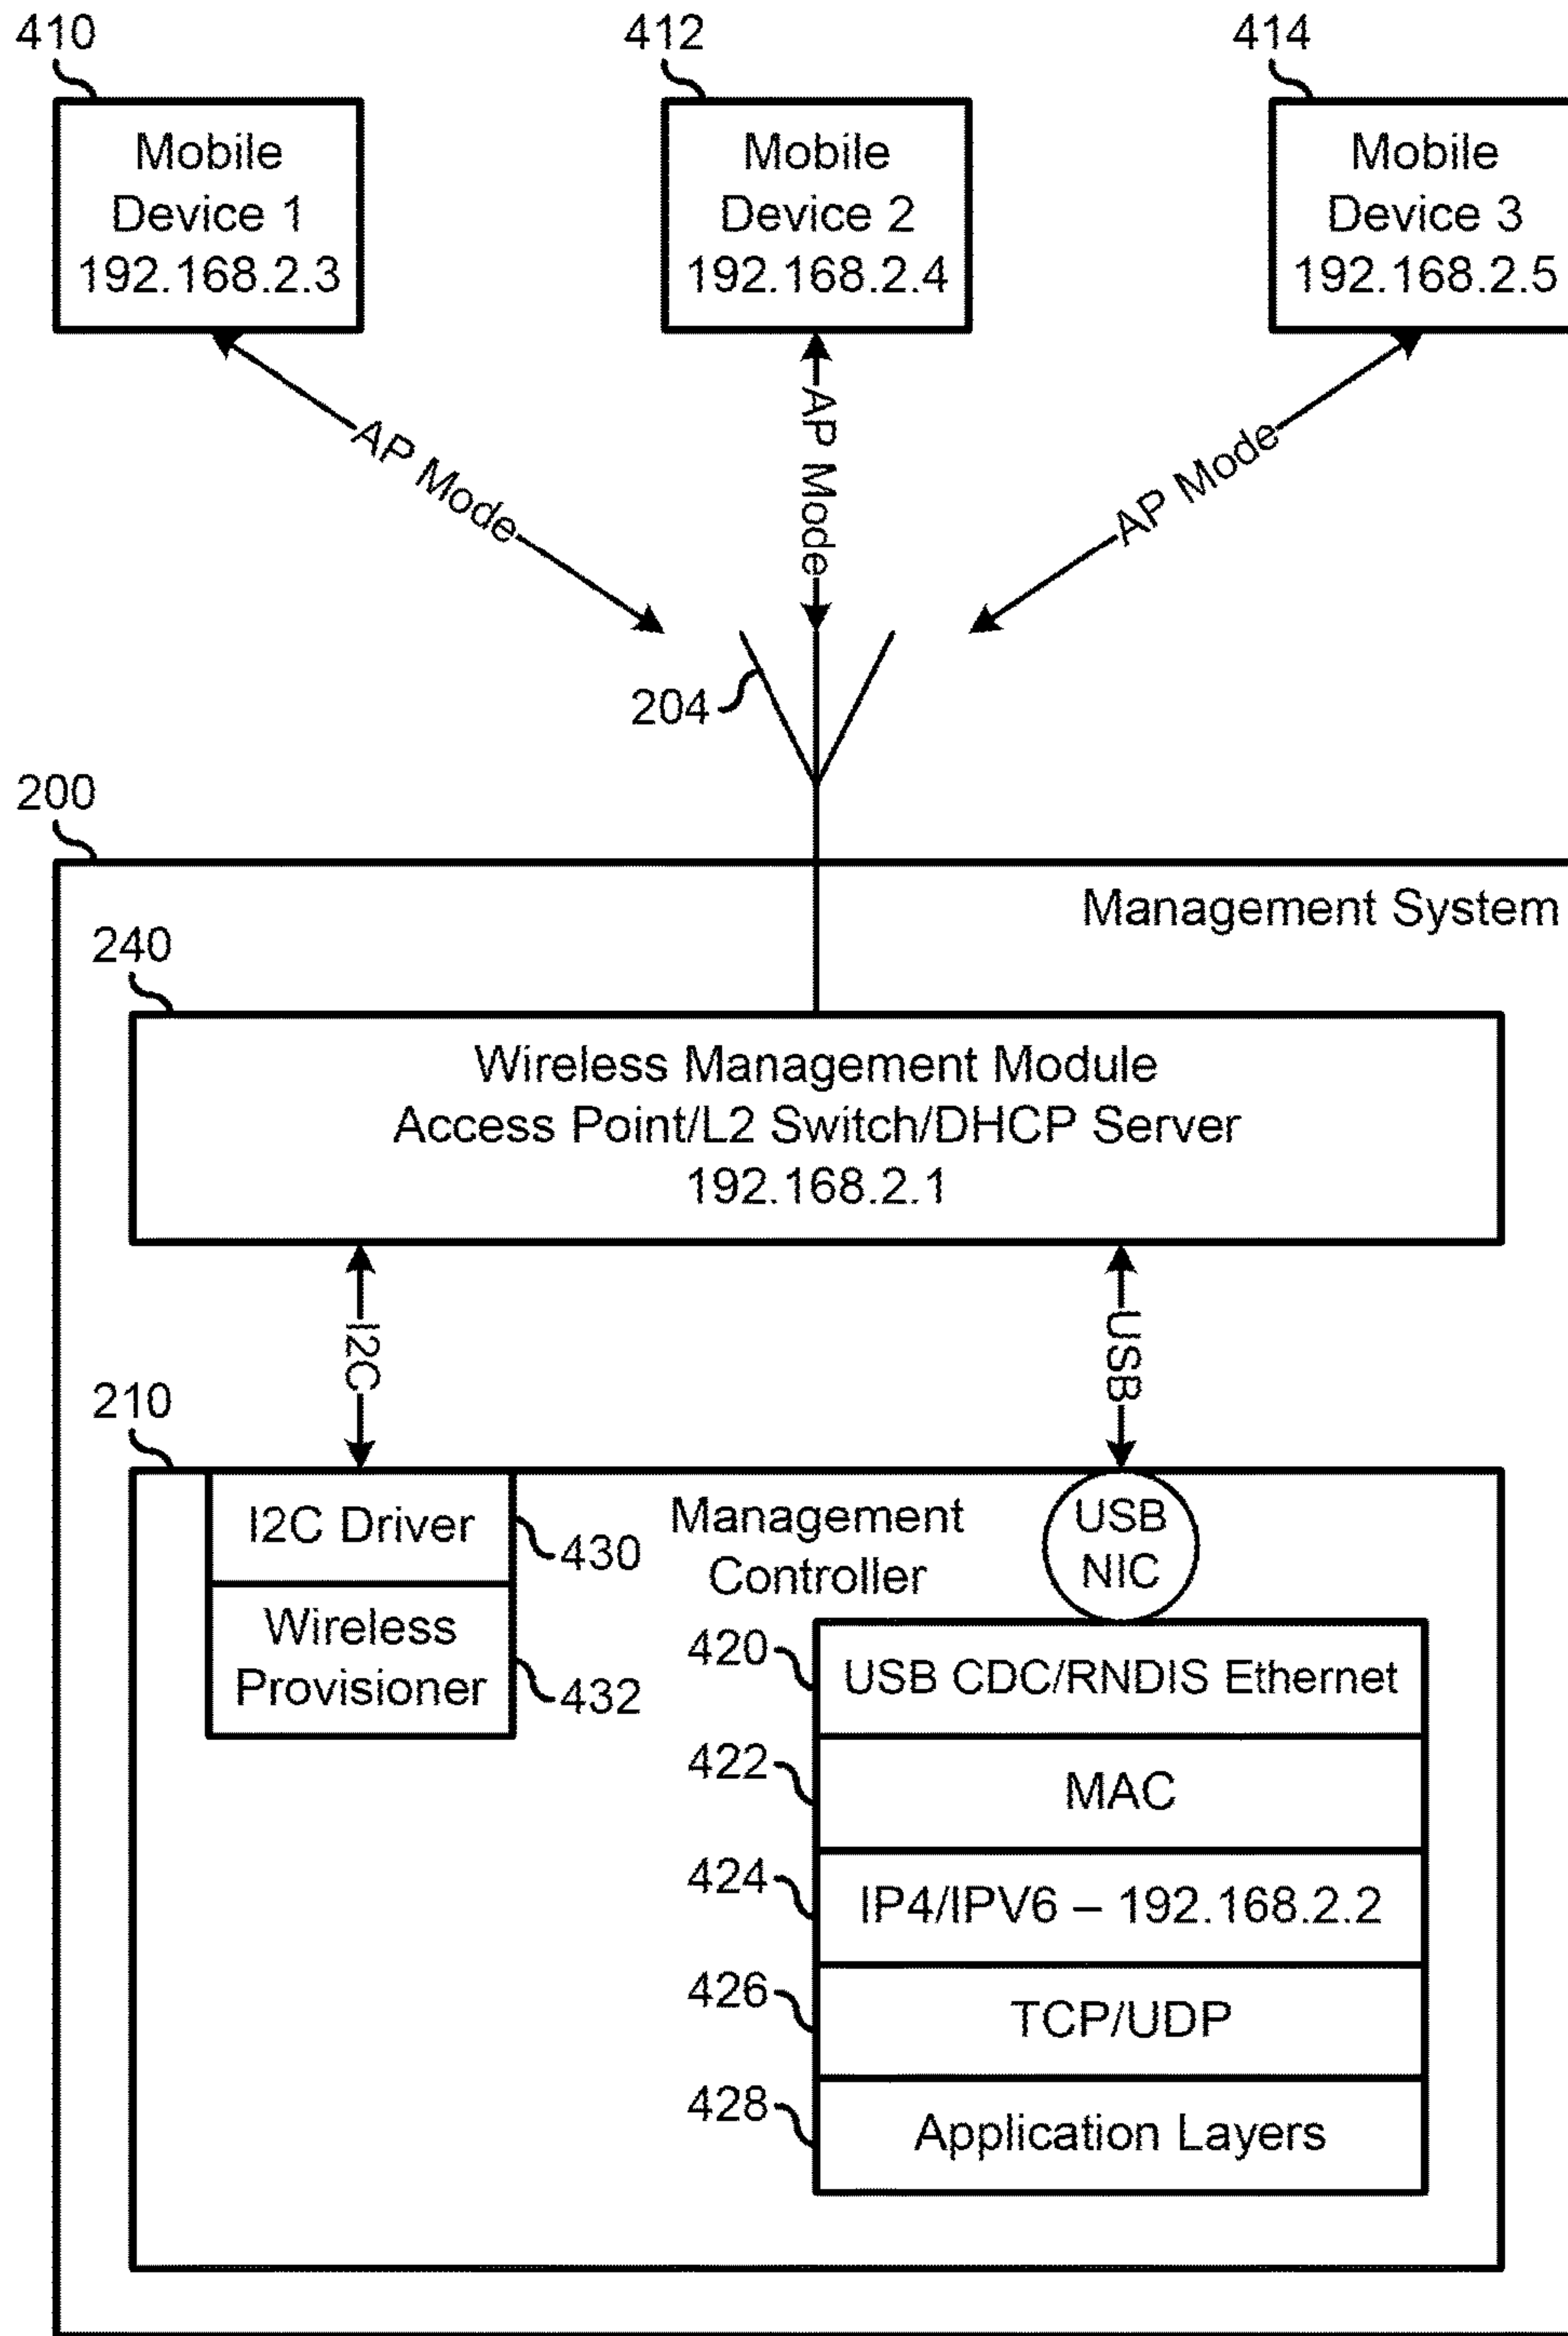 410
412
414
Mobile
Device 1
192.168.2.3
Mobile
Device 2
192.168.2.4
Mobile
Device 3
192.168.2.5
AP Mode
AP Mode
AP Mode
204
200
Management System
240
Wireless Management Module
Access Point/L2 Switch/DHCP Server
192.168.2.1
I2C
USB
210
I2C Driver
430
Wireless
Provisioner
432
Management
Controller
USB
NIC
420
USB CDC/RNDIS Ethernet
422
MAC
424
IP4/IPV6 – 192.168.2.2
426
TCP/UDP
428
Application Layers